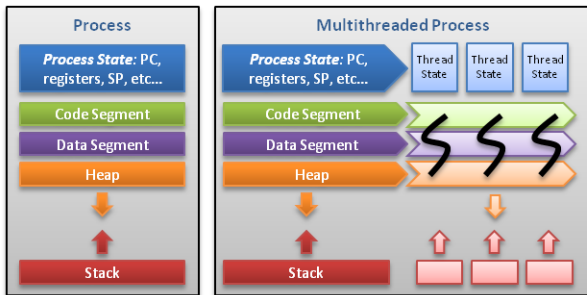 Process
Process State: PC,
registers, SP, etc...
Code Segment
Data Segment
Heap
Stack
Multithreaded Process
Process State: PC,
registers, SP, etc...
Thread
State
Thread
State
Thread
State
Code Segment
Data Segment
Heap
Stack